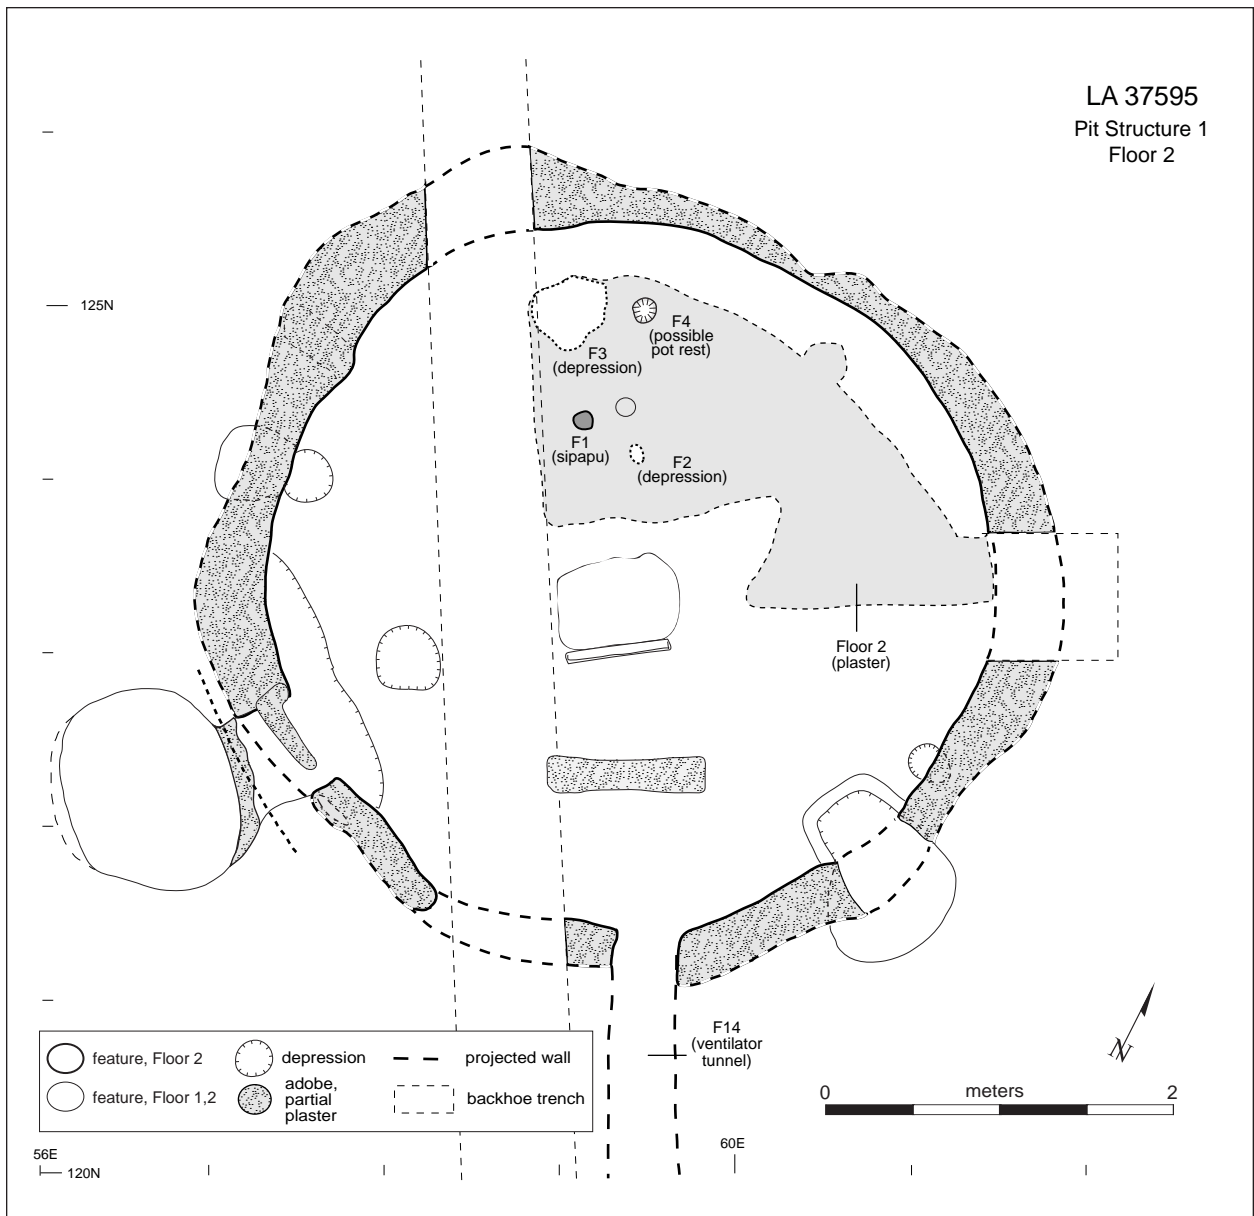 LA 37595
Pit Structure 1
Floor 2
125N
F4
(possible
pot rest)
F3
(depression)
F1
(sipapu)
F2
(depression)
Floor 2
(plaster)
F14
(ventilator
tunnel)
N
feature, Floor 2
depression
projected wall
feature, Floor 1,2
adobe,
partial
plaster
backhoe trench
0 meters 2
56E
60E
120N